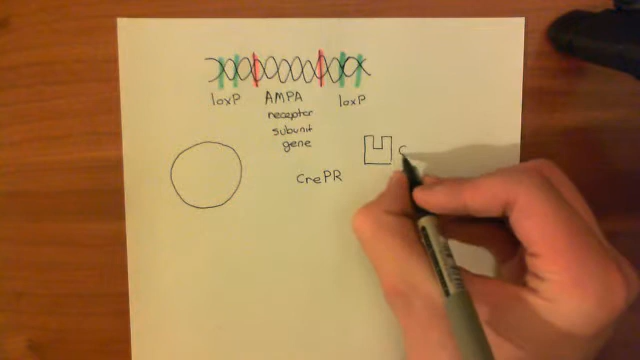 loxP AMPA loxP
receptor
subunit
gene
CrePR
C